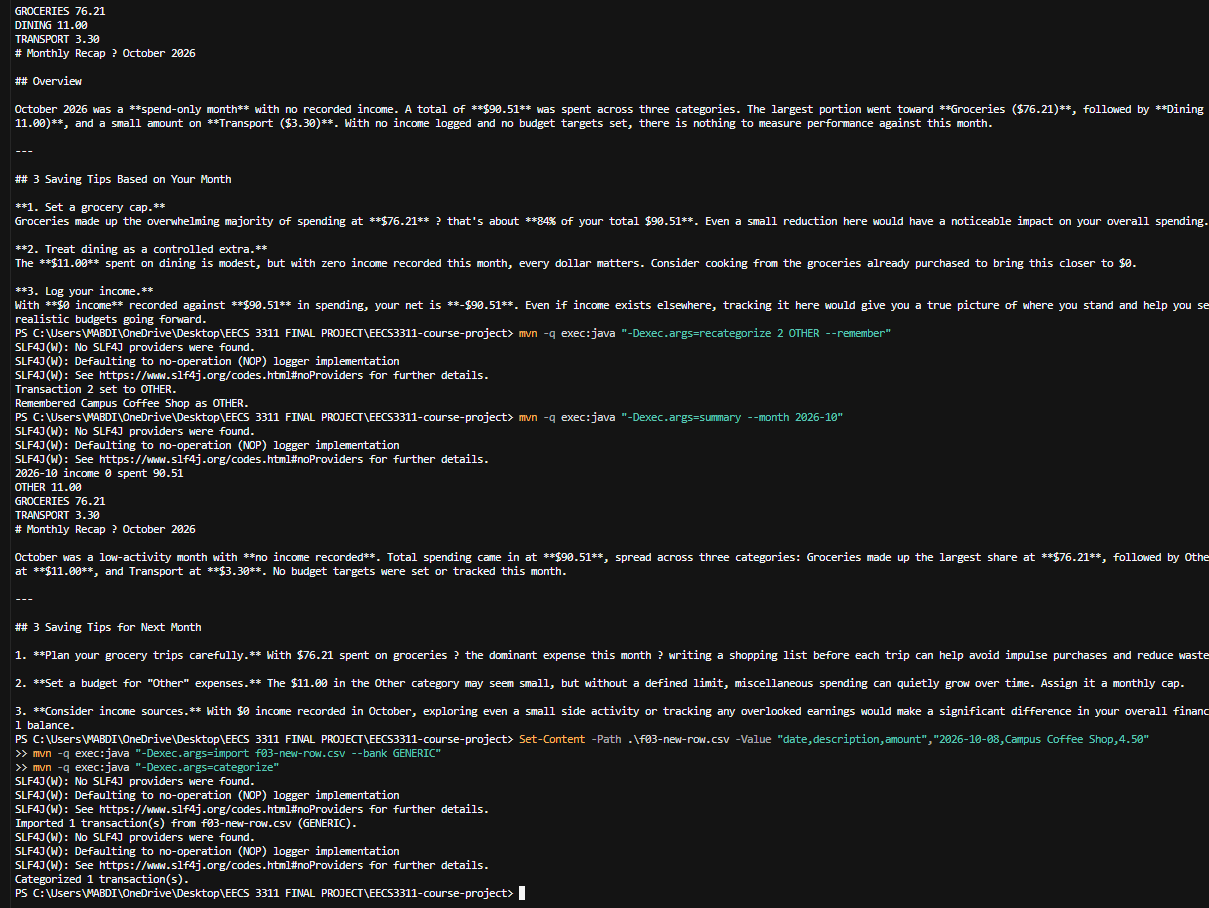 GROCERIES 76.21
DINING 11.00
TRANSPORT 3.30
# Monthly Recap ? October 2026
## Overview
October 2026 was a **spend-only month** with no recorded income. A total of **$90.51** was spent across three categories. The largest portion went toward **Groceries ($76.21)**, followed by **Dining
11.00)**, and a small amount on **Transport ($3.30)**. With no income logged and no budget targets set, there is nothing to measure performance against this month.
---
## 3 Saving Tips Based on Your Month
**1. Set a grocery cap.**
Groceries made up the overwhelming majority of spending at **$76.21** ? that's about **84% of your total $90.51**. Even a small reduction here would have a noticeable impact on your overall spending.
**2. Treat dining as a controlled extra.**
The **$11.00** spent on dining is modest, but with zero income recorded this month, every dollar matters. Consider cooking from the groceries already purchased to bring this closer to $0.
**3. Log your income.**
With **$0 income** recorded against **$90.51** in spending, your net is **-$90.51**. Even if income exists elsewhere, tracking it here would give you a true picture of where you stand and help you se
realistic budgets going forward.
PS C:\Users\MABDI\OneDrive\Desktop\EECS 3311 FINAL PROJECT\EECS3311-course-project> mvn -q exec:java "-Dexec.args=recategorize 2 OTHER --remember"
SLF4J(W): No SLF4J providers were found.
SLF4J(W): Defaulting to no-operation (NOP) logger implementation
SLF4J(W): See https://www.slf4j.org/codes.html#noProviders for further details.
Transaction 2 set to OTHER.
Remembered Campus Coffee Shop as OTHER.
PS C:\Users\MABDI\OneDrive\Desktop\EECS 3311 FINAL PROJECT\EECS3311-course-project> mvn -q exec:java "-Dexec.args=summary --month 2026-10"
SLF4J(W): No SLF4J providers were found.
SLF4J(W): Defaulting to no-operation (NOP) logger implementation
SLF4J(W): See https://www.slf4j.org/codes.html#noProviders for further details.
2026-10 income 0 spent 90.51
OTHER 11.00
GROCERIES 76.21
TRANSPORT 3.30
# Monthly Recap ? October 2026
October was a low-activity month with **no income recorded**. Total spending came in at **$90.51**, spread across three categories: Groceries made up the largest share at **$76.21**, followed by Othe
at **$11.00**, and Transport at **$3.30**. No budget targets were set or tracked this month.
---
## 3 Saving Tips for Next Month
1. **Plan your grocery trips carefully.** With $76.21 spent on groceries ? the dominant expense this month ? writing a shopping list before each trip can help avoid impulse purchases and reduce waste
2. **Set a budget for "Other" expenses.** The $11.00 in the Other category may seem small, but without a defined limit, miscellaneous spending can quietly grow over time. Assign it a monthly cap.
3. **Consider income sources.** With $0 income recorded in October, exploring even a small side activity or tracking any overlooked earnings would make a significant difference in your overall financ
l balance.
PS C:\Users\MABDI\OneDrive\Desktop\EECS 3311 FINAL PROJECT\EECS3311-course-project> Set-Content -Path .\f03-new-row.csv -Value "date,description,amount","2026-10-08,Campus Coffee Shop,4.50"
>> mvn -q exec:java "-Dexec.args=import f03-new-row.csv --bank GENERIC"
>> mvn -q exec:java "-Dexec.args=categorize"
SLF4J(W): No SLF4J providers were found.
SLF4J(W): Defaulting to no-operation (NOP) logger implementation
SLF4J(W): See https://www.slf4j.org/codes.html#noProviders for further details.
Imported 1 transaction(s) from f03-new-row.csv (GENERIC).
SLF4J(W): No SLF4J providers were found.
SLF4J(W): Defaulting to no-operation (NOP) logger implementation
SLF4J(W): See https://www.slf4j.org/codes.html#noProviders for further details.
Categorized 1 transaction(s).
PS C:\Users\MABDI\OneDrive\Desktop\EECS 3311 FINAL PROJECT\EECS3311-course-project>